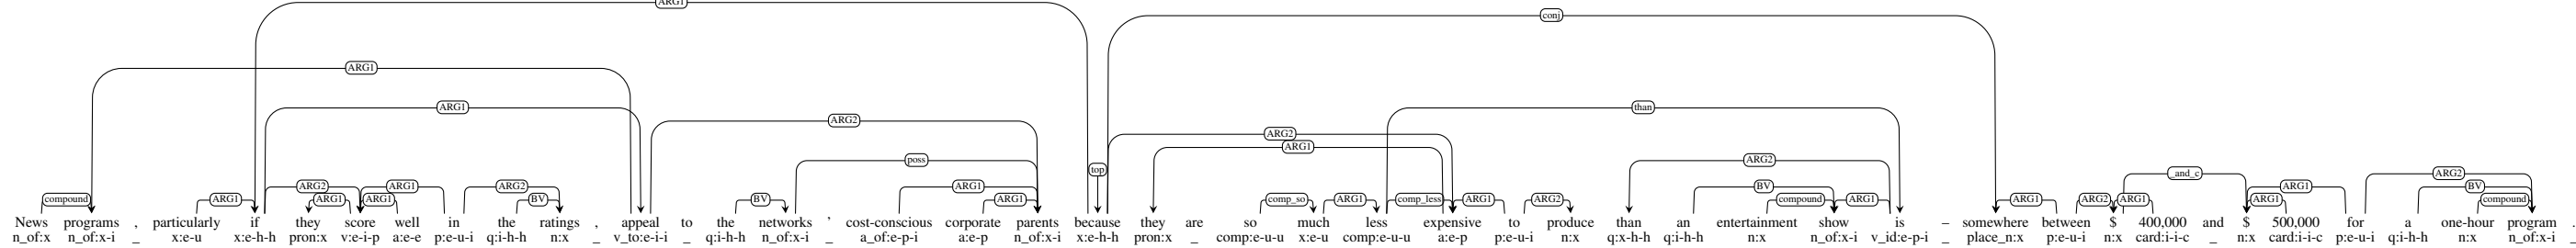 ARG1
conj
ARG1
ARG1 than
ARG2
ARG2
ARG1
poss ARG2
top
_and_c ARG2
ARG2 ARG1 ARG2 ARG1 BV ARG1 BV
compound ARG1 ARG1 ARG1 BV BV ARG1 comp_so ARG1 comp_less ARG1 ARG2 compound ARG1 ARG1 ARG2 ARG1 ARG1 compound
News programs , particularly if they score well in the ratings , appeal to the networks ' cost-conscious corporate parents because they are so much less expensive to produce than an entertainment show is – somewhere between $ 400,000 and $ 500,000 for a one-hour program
n_of:x n_of:x-i _ x:e-u x:e-h-h pron:x v:e-i-p a:e-e p:e-u-i q:i-h-h n:x _ v_to:e-i-i _ q:i-h-h n_of:x-i _ a_of:e-p-i a:e-p n_of:x-i x:e-h-h pron:x _ comp:e-u-u x:e-u comp:e-u-u a:e-p p:e-u-i n:x q:x-h-h q:i-h-h n:x n_of:x-i v_id:e-p-i _ place_n:x p:e-u-i n:x card:i-i-c _ n:x card:i-i-c p:e-u-i q:i-h-h n:x n_of:x-i